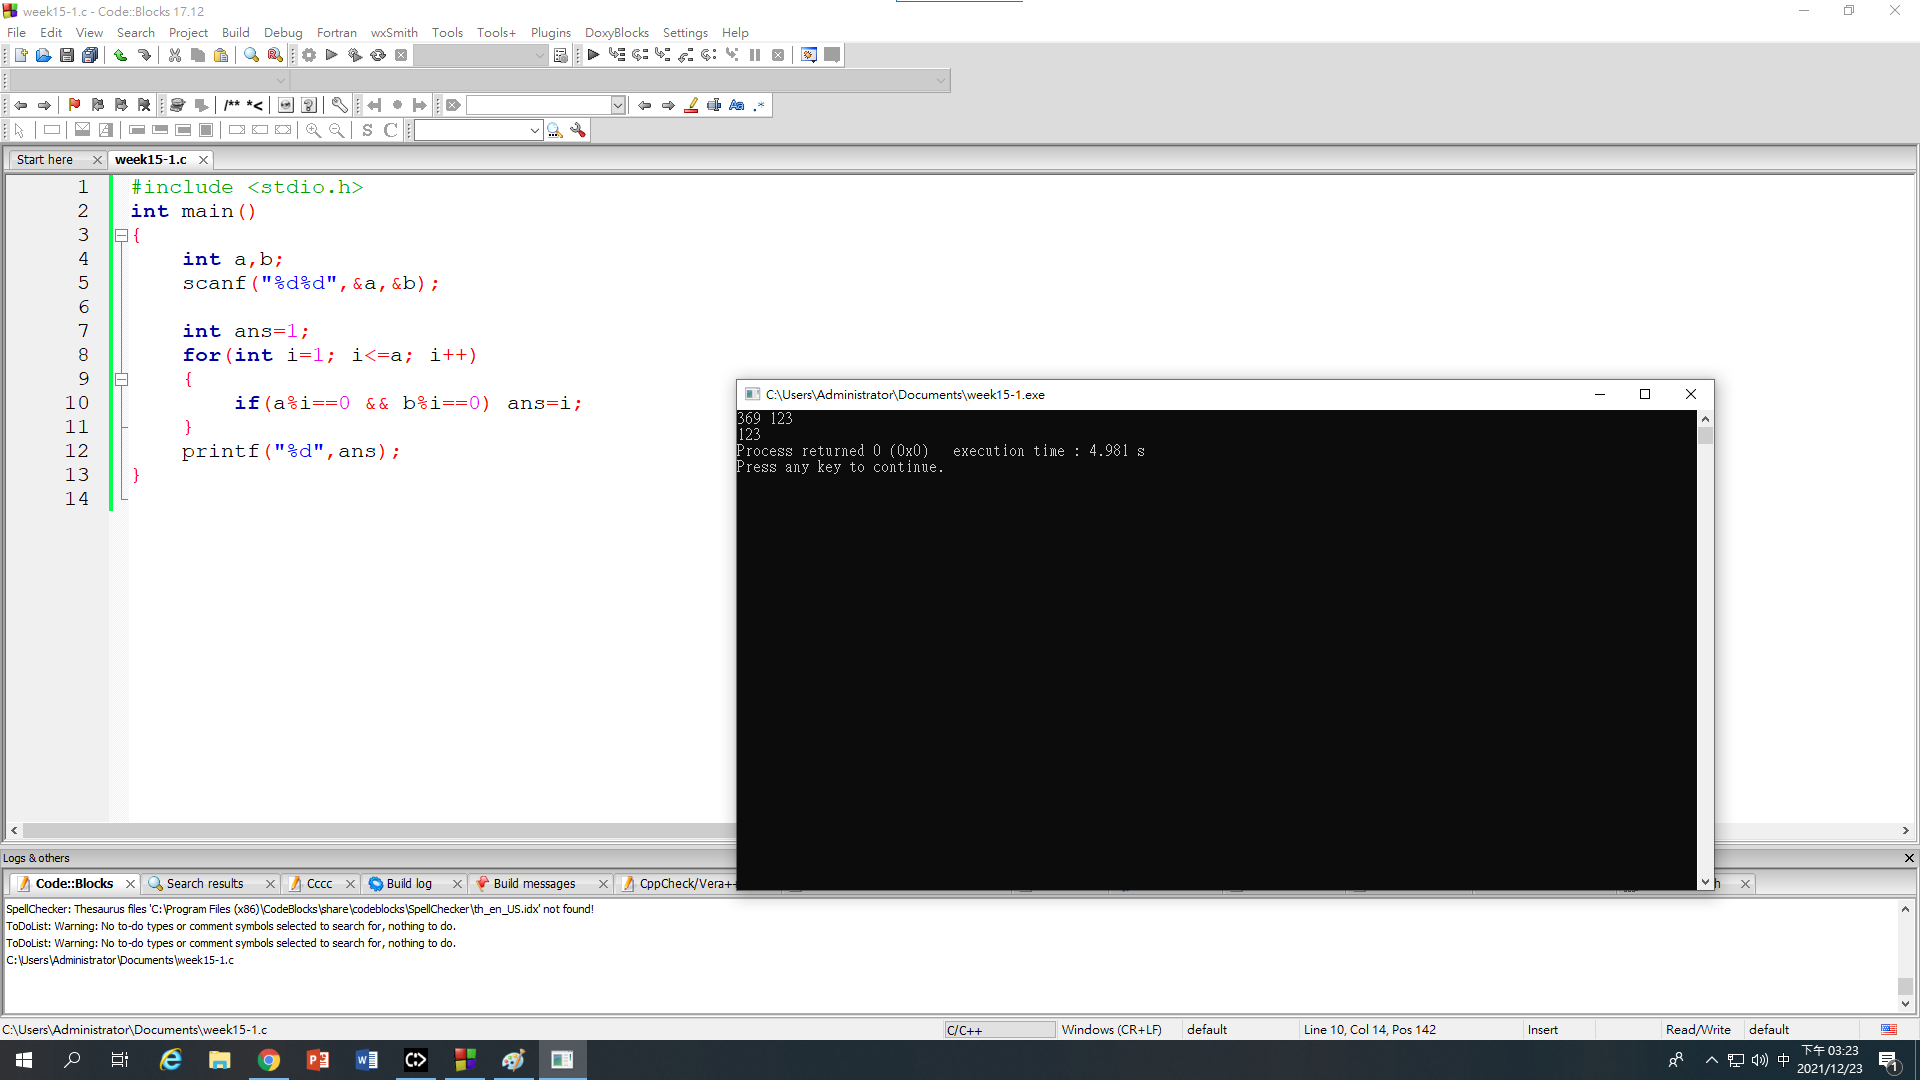 week15-1.c - Code::Blocks 17.12
File Edit View Search Project Build Debug Fortran wxSmith Tools Tools+ Plugins DoxyBlocks Settings Help
/** *<
S C
Start here
week15-1.c
1 #include <stdio.h>
2 int main()
3 {
4 int a,b;
5 scanf("%d%d",&a,&b);
6
7 int ans=1;
8 for(int i=1; i<=a; i++)
9 {
10 if(a%i==0 && b%i==0) ans=i;
11 }
12 printf("%d",ans);
13 }
14
C:\Users\Administrator\Documents\week15-1.exe
369 123
123
Process returned 0 (0x0)   execution time : 4.981 s
Press any key to continue.
Logs & others
Code::Blocks Search results Cccc Build log Build messages CppCheck/Vera++
SpellChecker: Thesaurus files 'C:\Program Files (x86)\CodeBlocks\share\codeblocks\SpellChecker\th_en_US.idx' not found!
ToDoList: Warning: No to-do types or comment symbols selected to search for, nothing to do.
ToDoList: Warning: No to-do types or comment symbols selected to search for, nothing to do.
C:\Users\Administrator\Documents\week15-1.c
C:\Users\Administrator\Documents\week15-1.c C/C++ Windows (CR+LF) default Line 10, Col 14, Pos 142 Insert Read/Write default
中
下午 03:23
2021/12/23
1